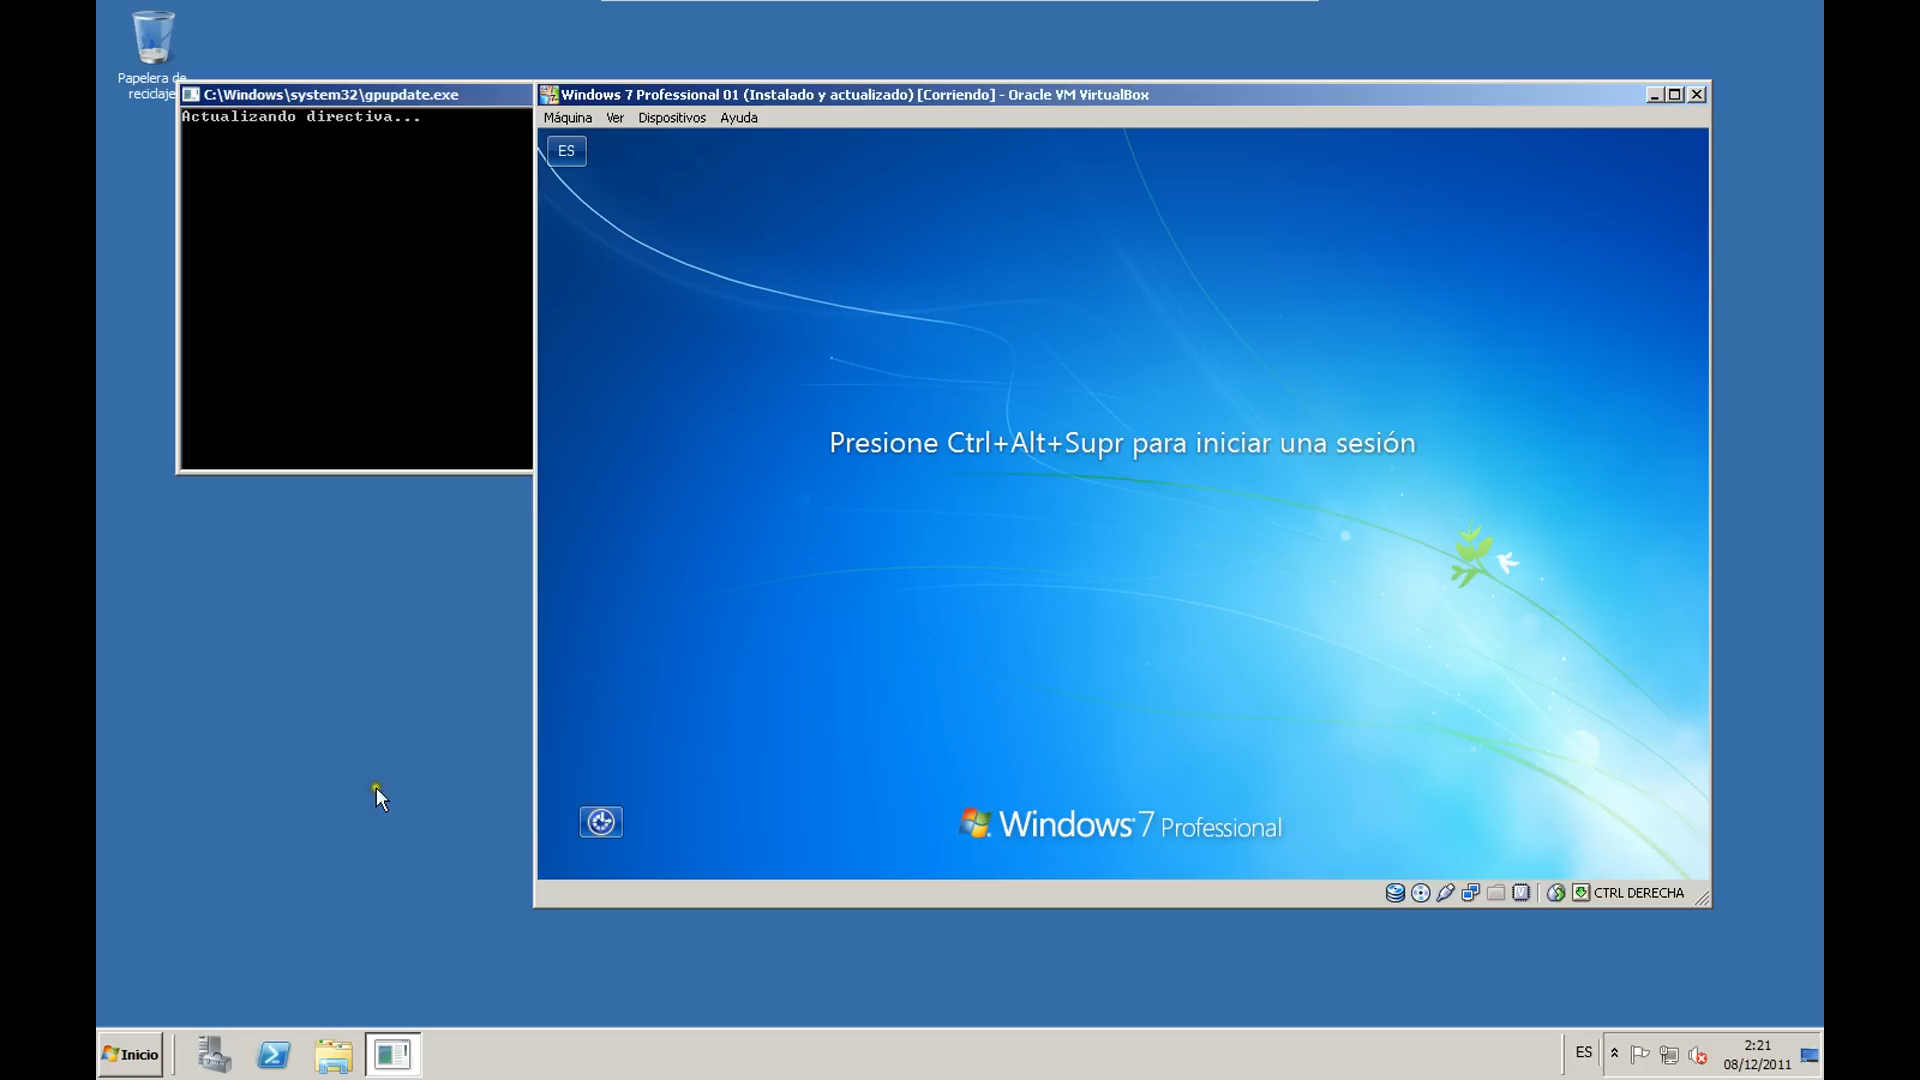 Papelera de
reciclaje
C:\Windows\system32\gpupdate.exe
Actualizando directiva...
Windows 7 Professional 01 (Instalado y actualizado) [Corriendo] - Oracle VM VirtualBox
Máquina Ver Dispositivos Ayuda
ES
Presione Ctrl+Alt+Supr para iniciar una sesión
Windows 7 Professional
CTRL DERECHA
Inicio
ES
2:21
08/12/2011